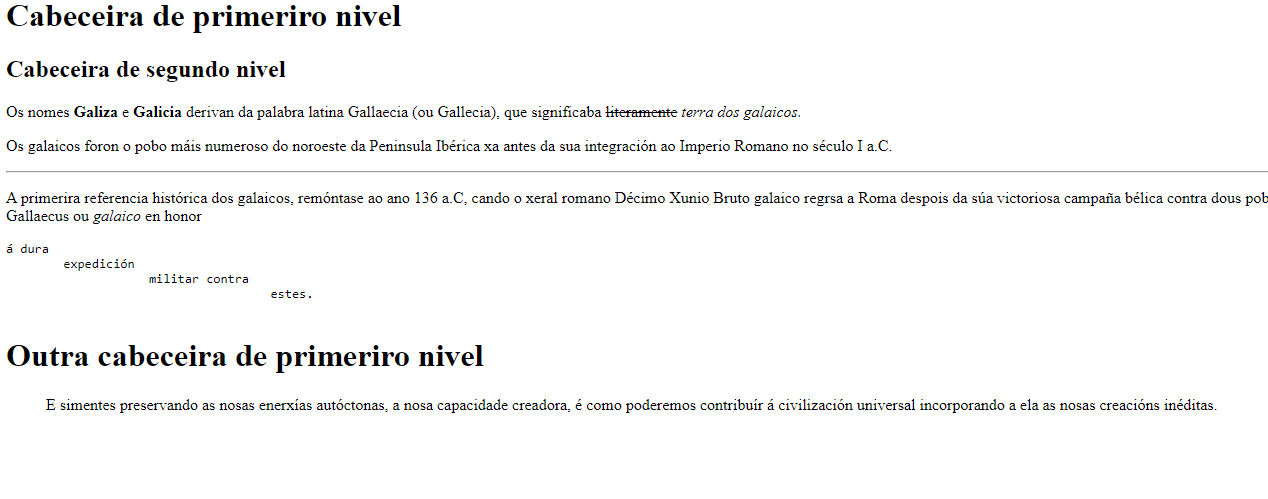 Cabeceira de primeriro nivel
Cabeceira de segundo nivel
Os nomes Galiza e Galicia derivan da palabra latina Gallaecia (ou Gallecia), que significaba literamente terra dos galaicos.
Os galaicos foron o pobo máis numeroso do noroeste da Peninsula Ibérica xa antes da sua integración ao Imperio Romano no século I a.C.
A primerira referencia histórica dos galaicos, remóntase ao ano 136 a.C, cando o xeral romano Décimo Xunio Bruto galaico regrsa a Roma despois da súa victoriosa campaña bélica contra dous
Gallaecus ou galaico en honor
á dura
expedición
militar contra
estes.
Outra cabeceira de primeriro nivel
E simentes preservando as nosas enerxías autóctonas, a nosa capacidade creadora, é como poderemos contribuír á civilización universal incorporando a ela as nosas creacións inéditas.